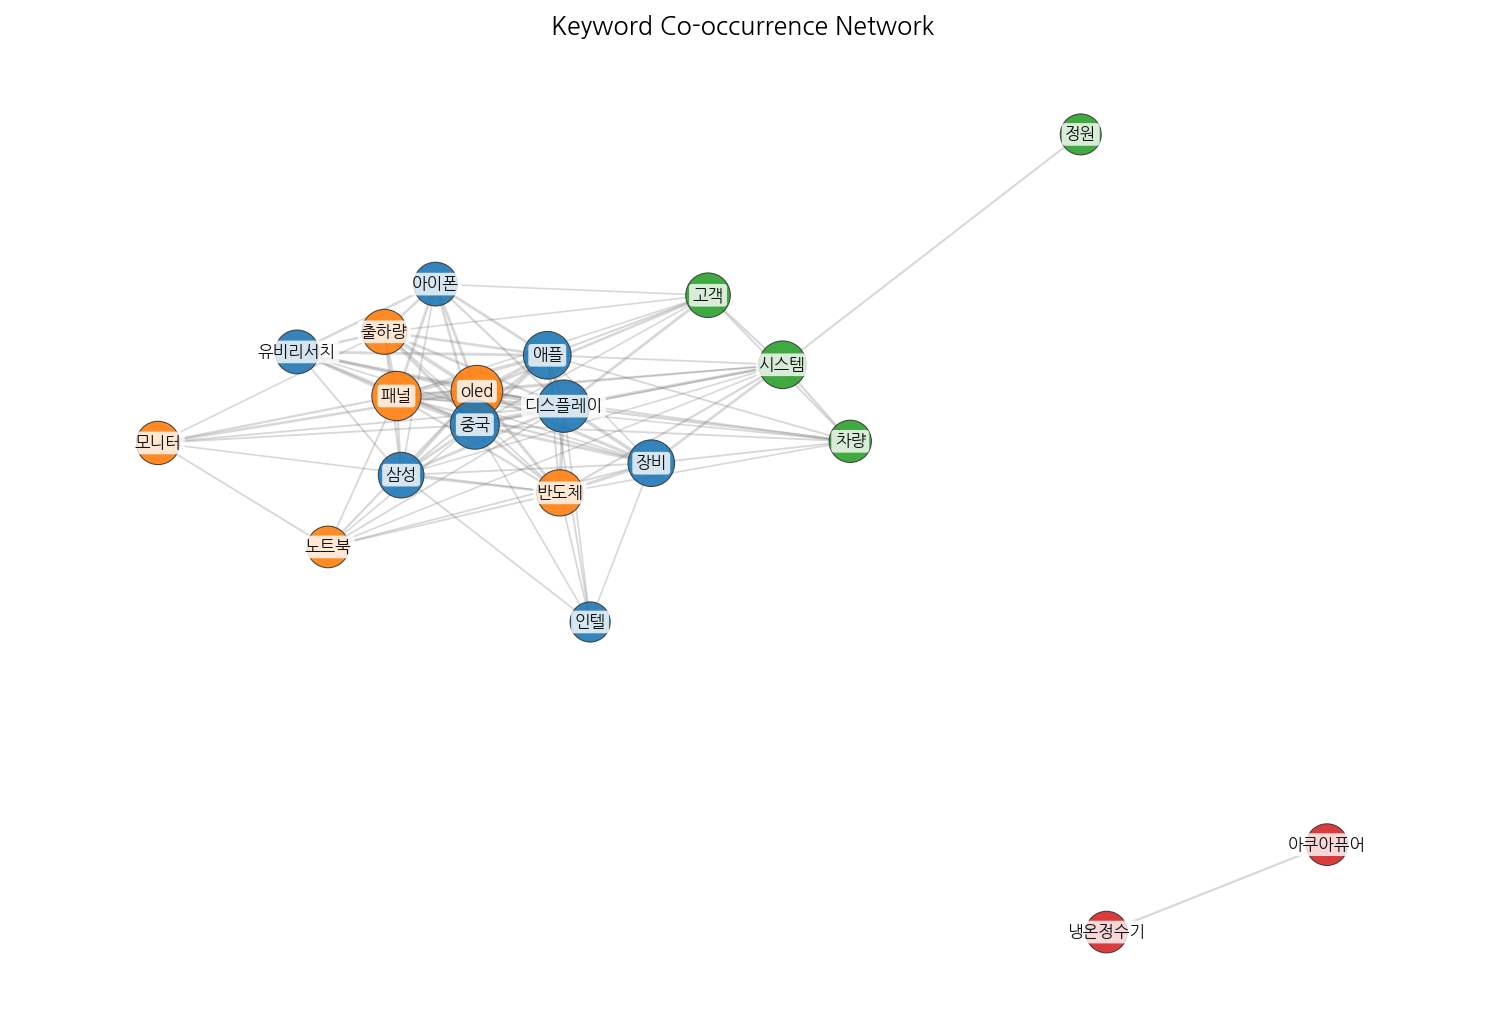 Keyword Co-occurrence Network
정원
아이폰
고객
출하량
유비리서치
애플
시스템
oled
패널
디스플레이
중국
모니터
차량
장비
삼성
반도체
노트북
인텔
아쿠아퓨어
냉온정수기